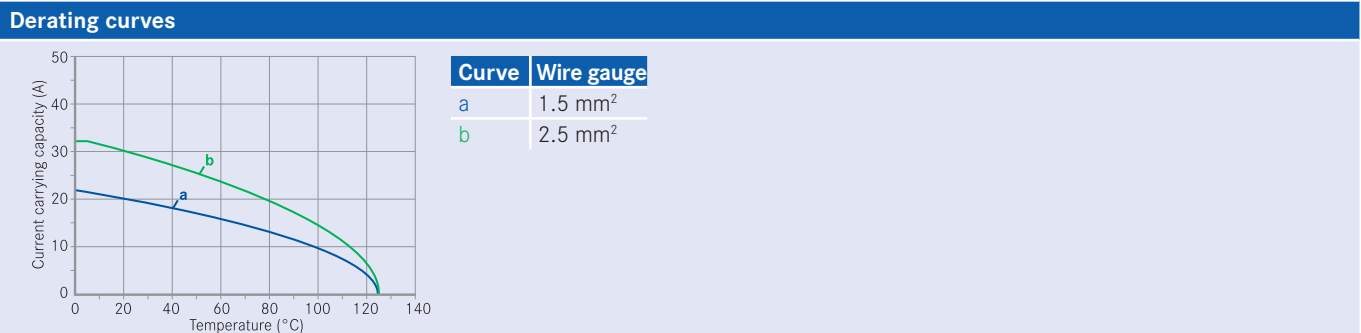 Derating curves
50
40
30
20
10
0
Current carrying capacity (A)
b
a
0 20 40 60 80 100 120 140
Temperature (°C)
Curve Wire gauge
a 1.5 mm²
b 2.5 mm²